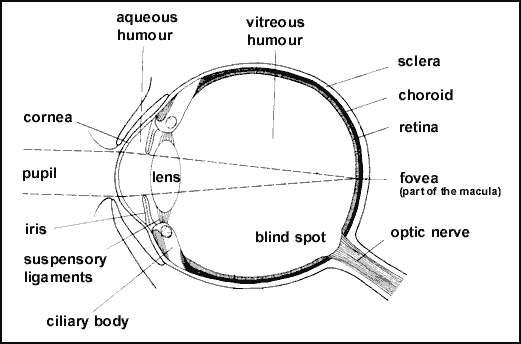 aqueous
humour
vitreous
humour
sclera
choroid
cornea
retina
pupil
lens
fovea
(part of the macula)
iris
blind spot
optic nerve
suspensory
ligaments
ciliary body